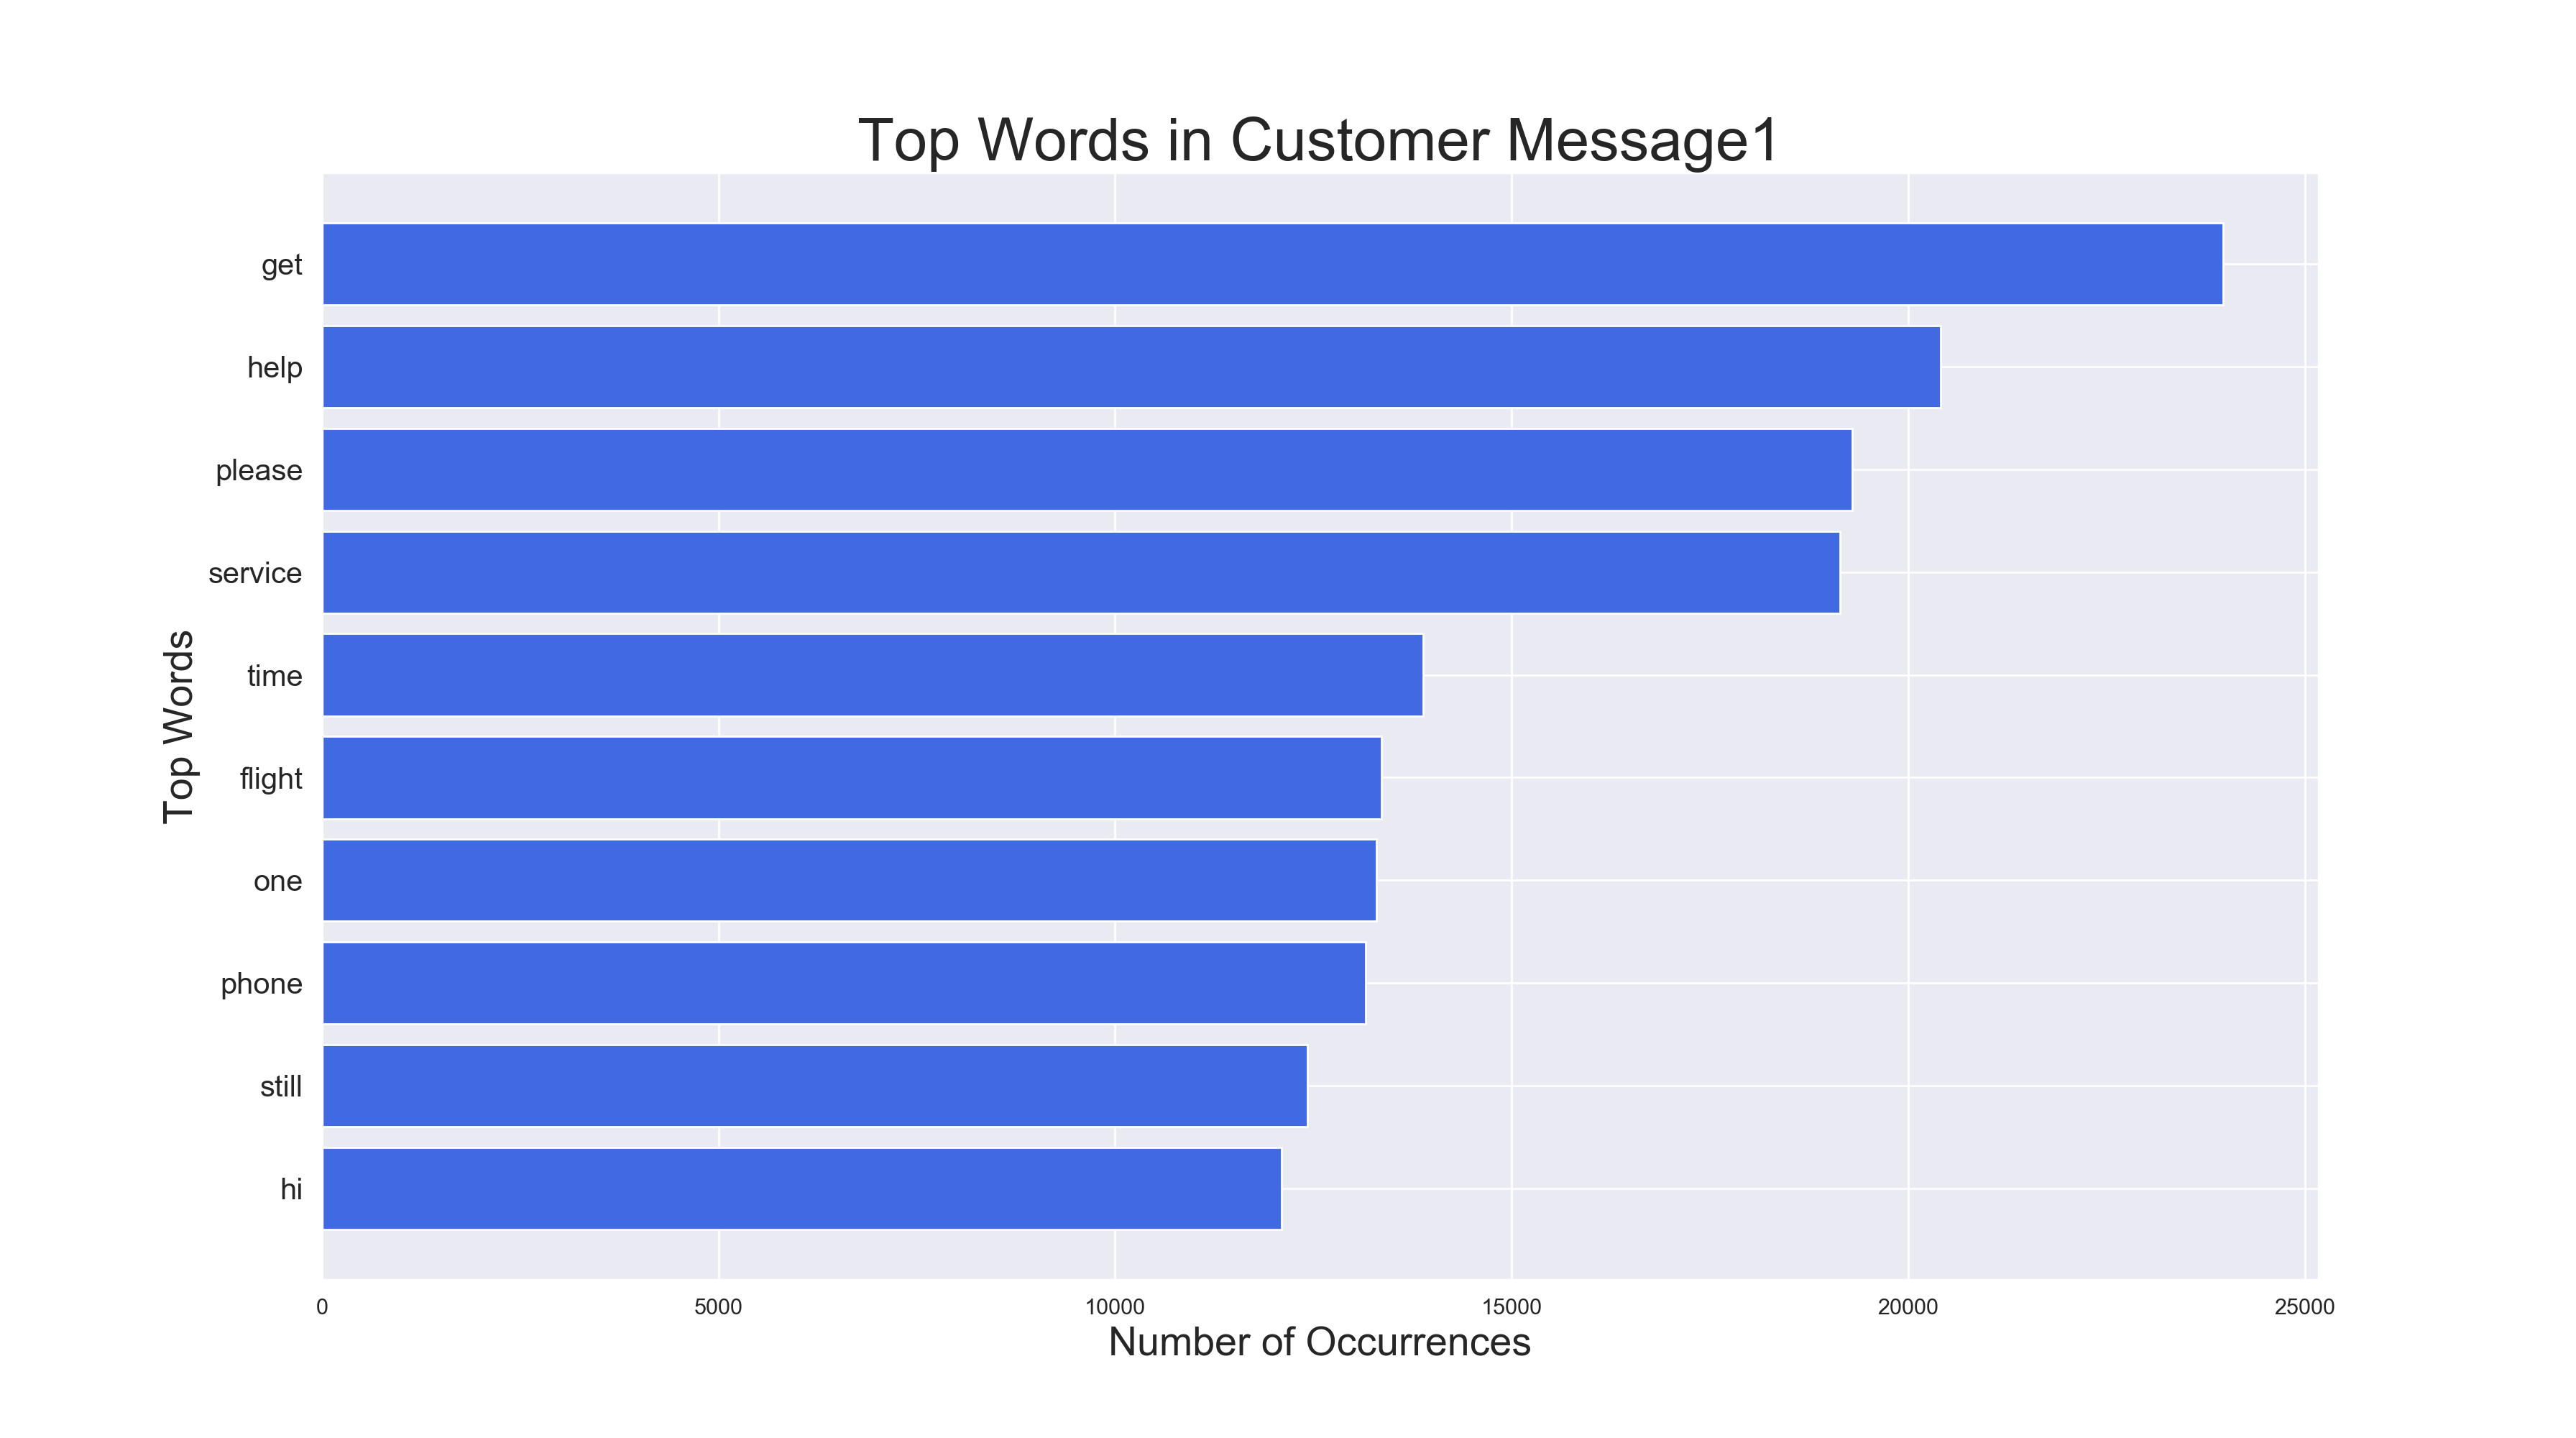 Top Words in Customer Message1
get
help
please
service
time
flight
one
phone
still
hi
Top Words
0 5000 10000 15000 20000 25000
Number of Occurrences